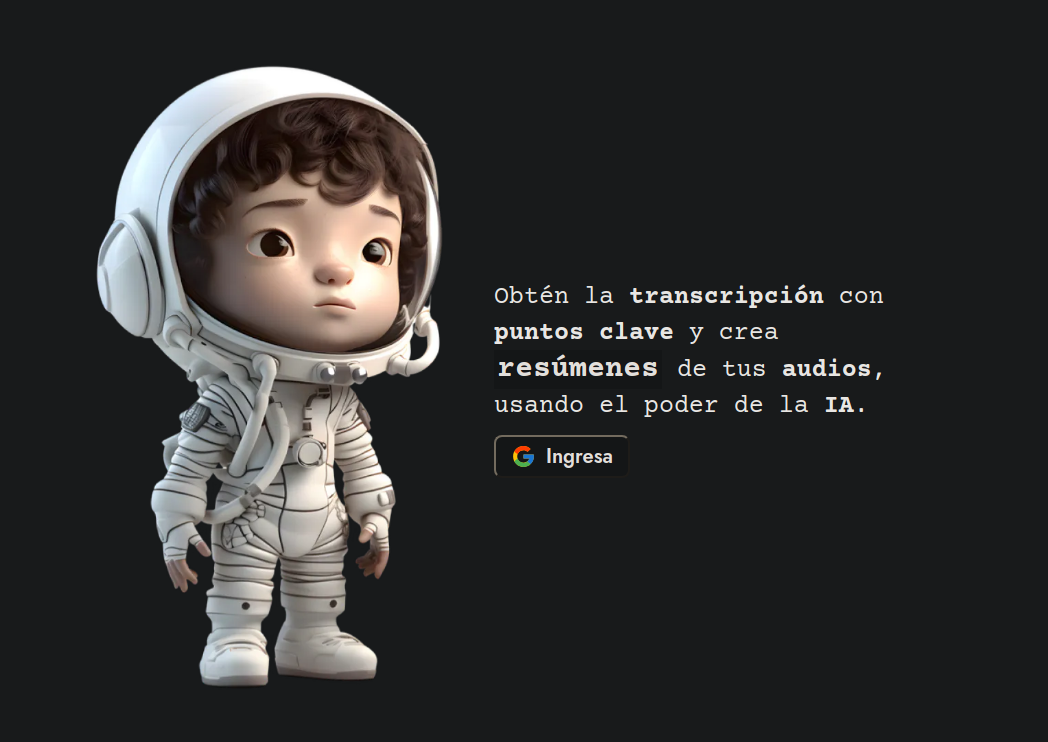 Obtén la transcripción con
puntos clave y crea
resúmenes de tus audios,
usando el poder de la IA.
Ingresa